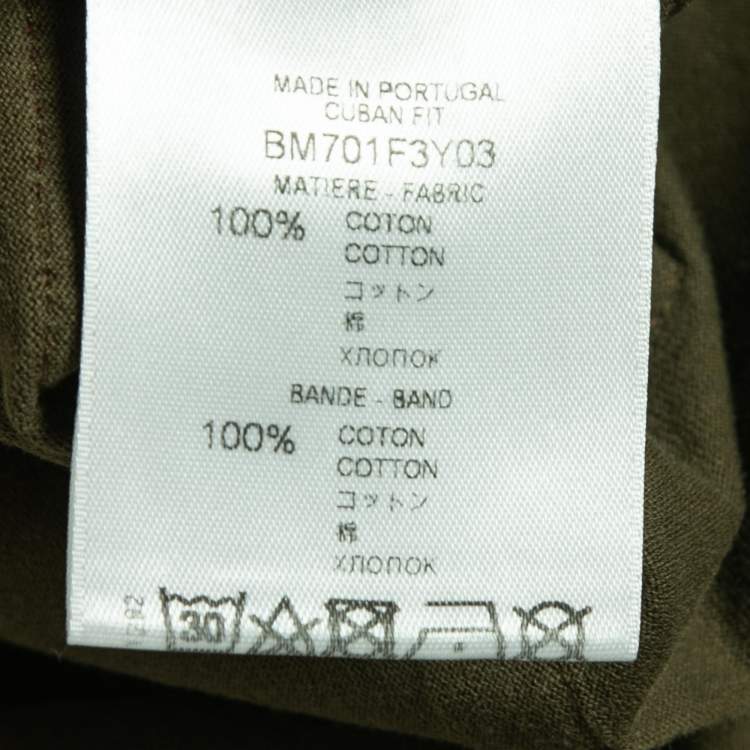 MADE IN PORTUGAL
CUBAN FIT
BM701F3Y03
MATIERE - FABRIC
100% COTON
COTTON
コットン
棉
ХЛОПОК
BANDE - BAND
100% COTON
COTTON
コットン
棉
ХЛОПОК
30